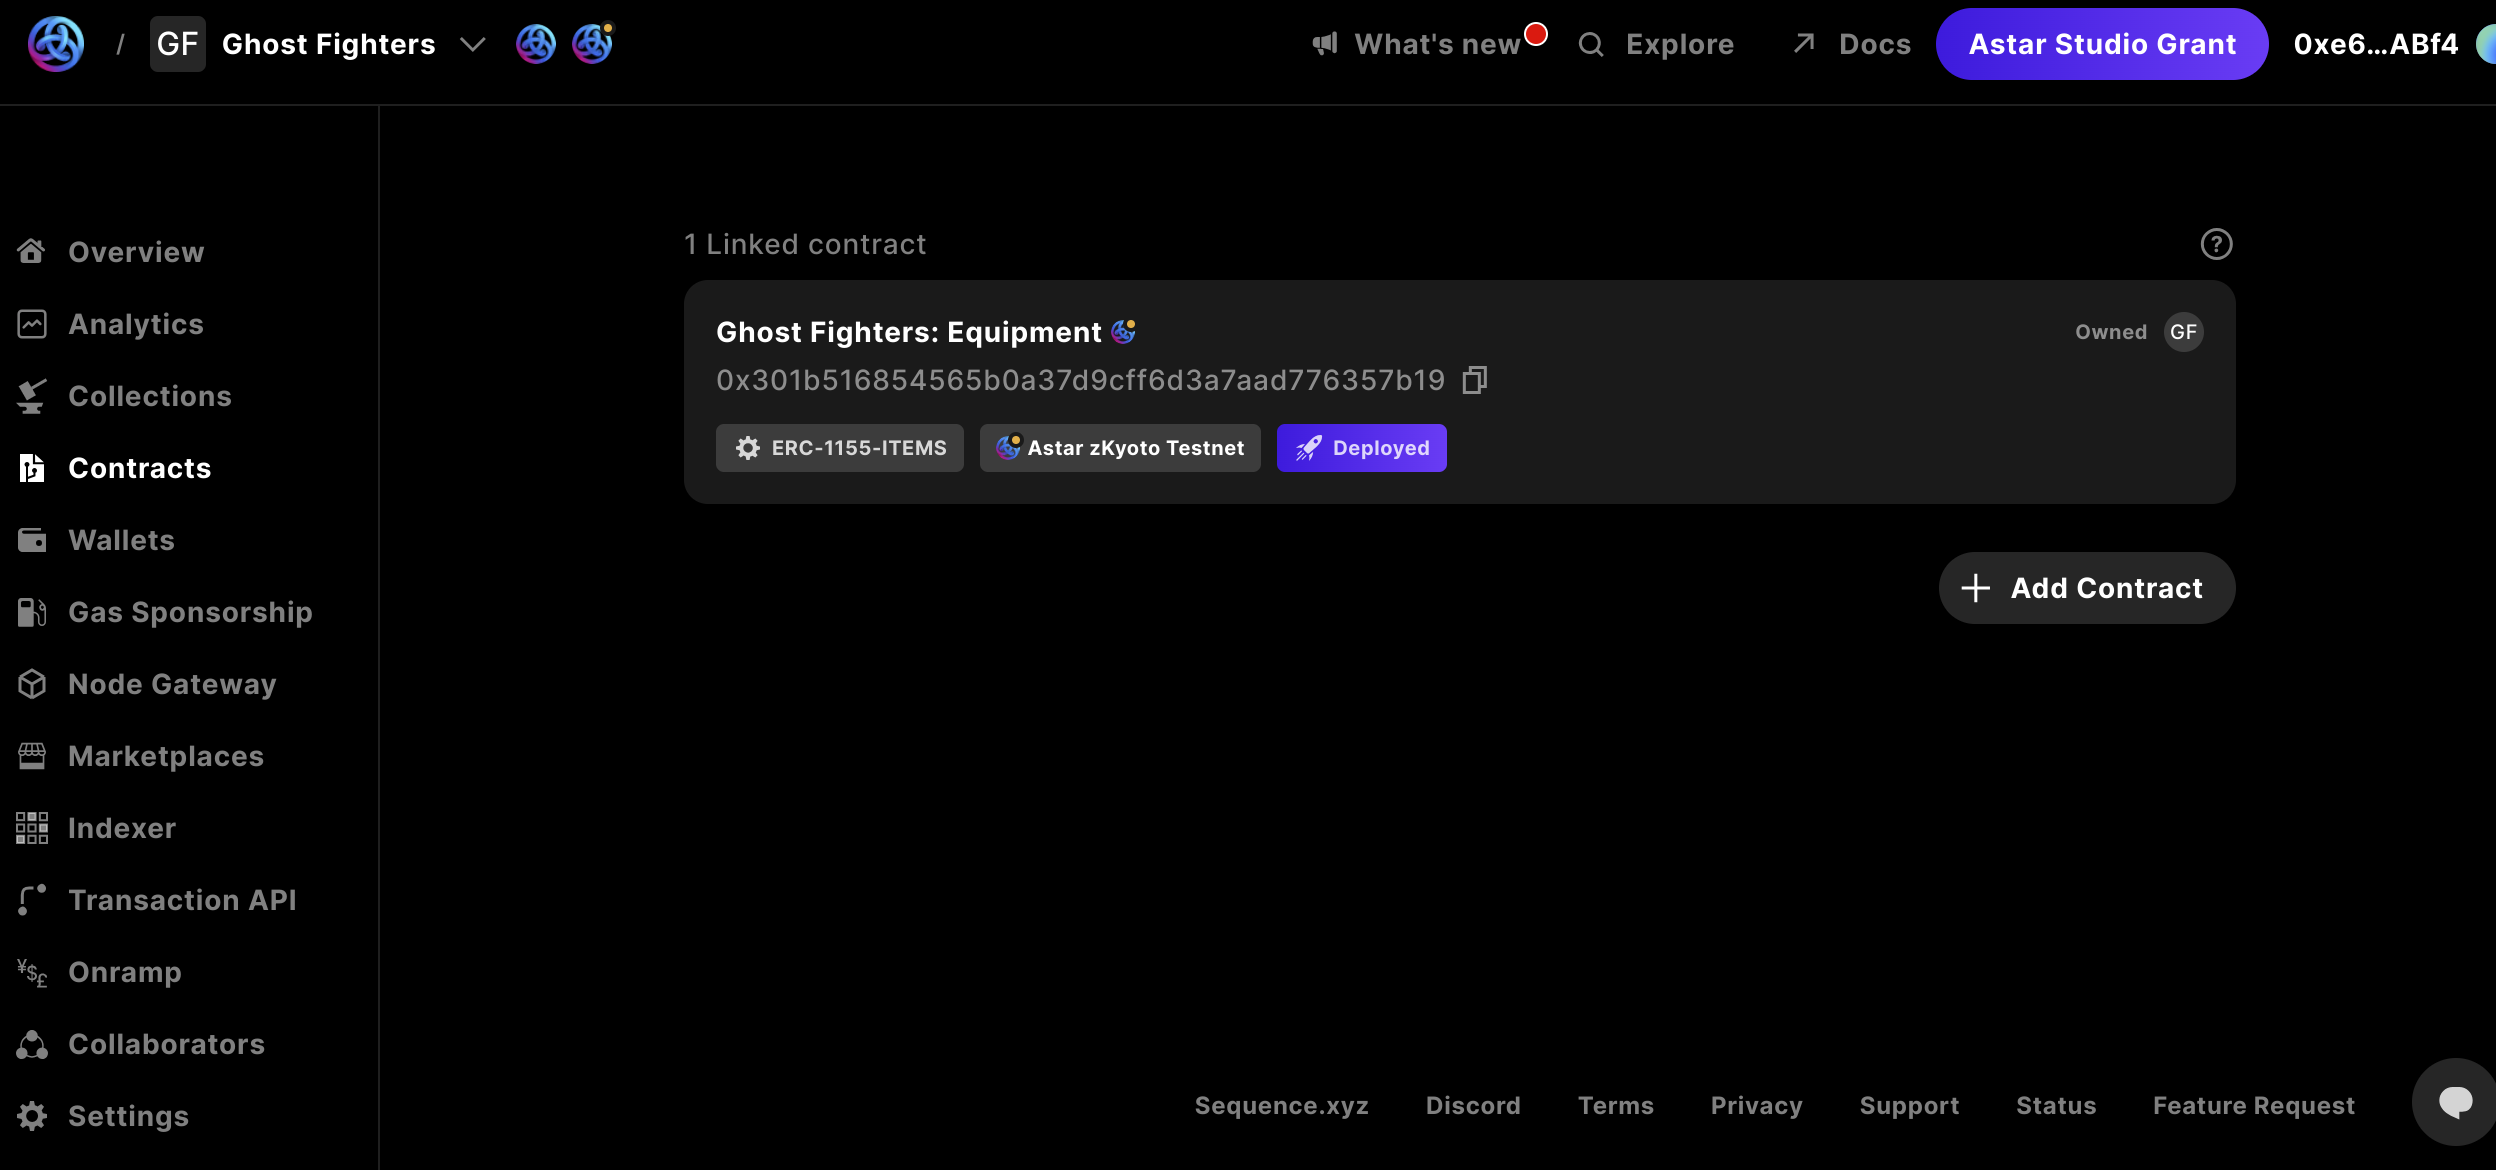 / GF Ghost Fighters
What's new Explore Docs Astar Studio Grant 0xe6...ABf4
Overview
Analytics
Collections
Contracts
Wallets
Gas Sponsorship
Node Gateway
Marketplaces
Indexer
Transaction API
Onramp
Collaborators
Settings
1 Linked contract ?
Ghost Fighters: Equipment Owned GF
0x301b516854565b0a37d9cff6d3a7aad776357b19
ERC-1155-ITEMS Astar zKyoto Testnet Deployed
+ Add Contract
Sequence.xyz Discord Terms Privacy Support Status Feature Request